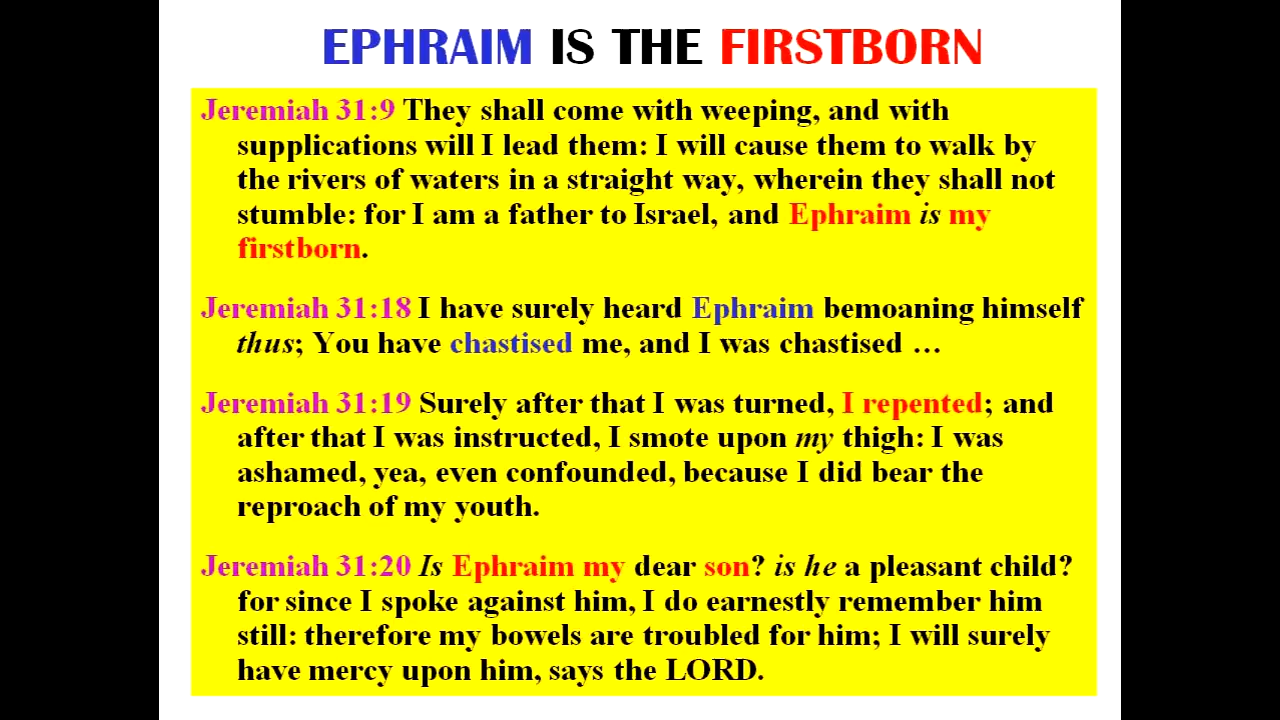 EPHRAIM IS THE FIRSTBORN
Jeremiah 31:9 They shall come with weeping, and with
supplications will I lead them: I will cause them to walk by
the rivers of waters in a straight way, wherein they shall not
stumble: for I am a father to Israel, and Ephraim is my
firstborn.
Jeremiah 31:18 I have surely heard Ephraim bemoaning himself
thus; You have chastised me, and I was chastised …
Jeremiah 31:19 Surely after that I was turned, I repented; and
after that I was instructed, I smote upon my thigh: I was
ashamed, yea, even confounded, because I did bear the
reproach of my youth.
Jeremiah 31:20 Is Ephraim my dear son? is he a pleasant child?
for since I spoke against him, I do earnestly remember him
still: therefore my bowels are troubled for him; I will surely
have mercy upon him, says the LORD.